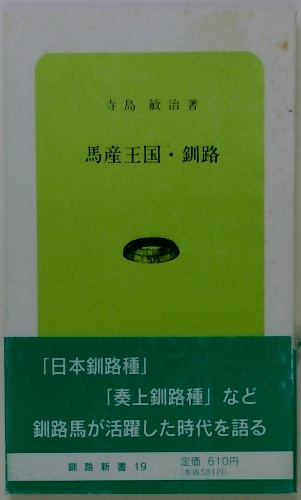 寺島 敏治著
馬産王国・釧路
「日本釧路種」
「奏上釧路種」など
釧路馬が活躍した時代を語る
釧路新書 19
定価 610円
(本体581円)